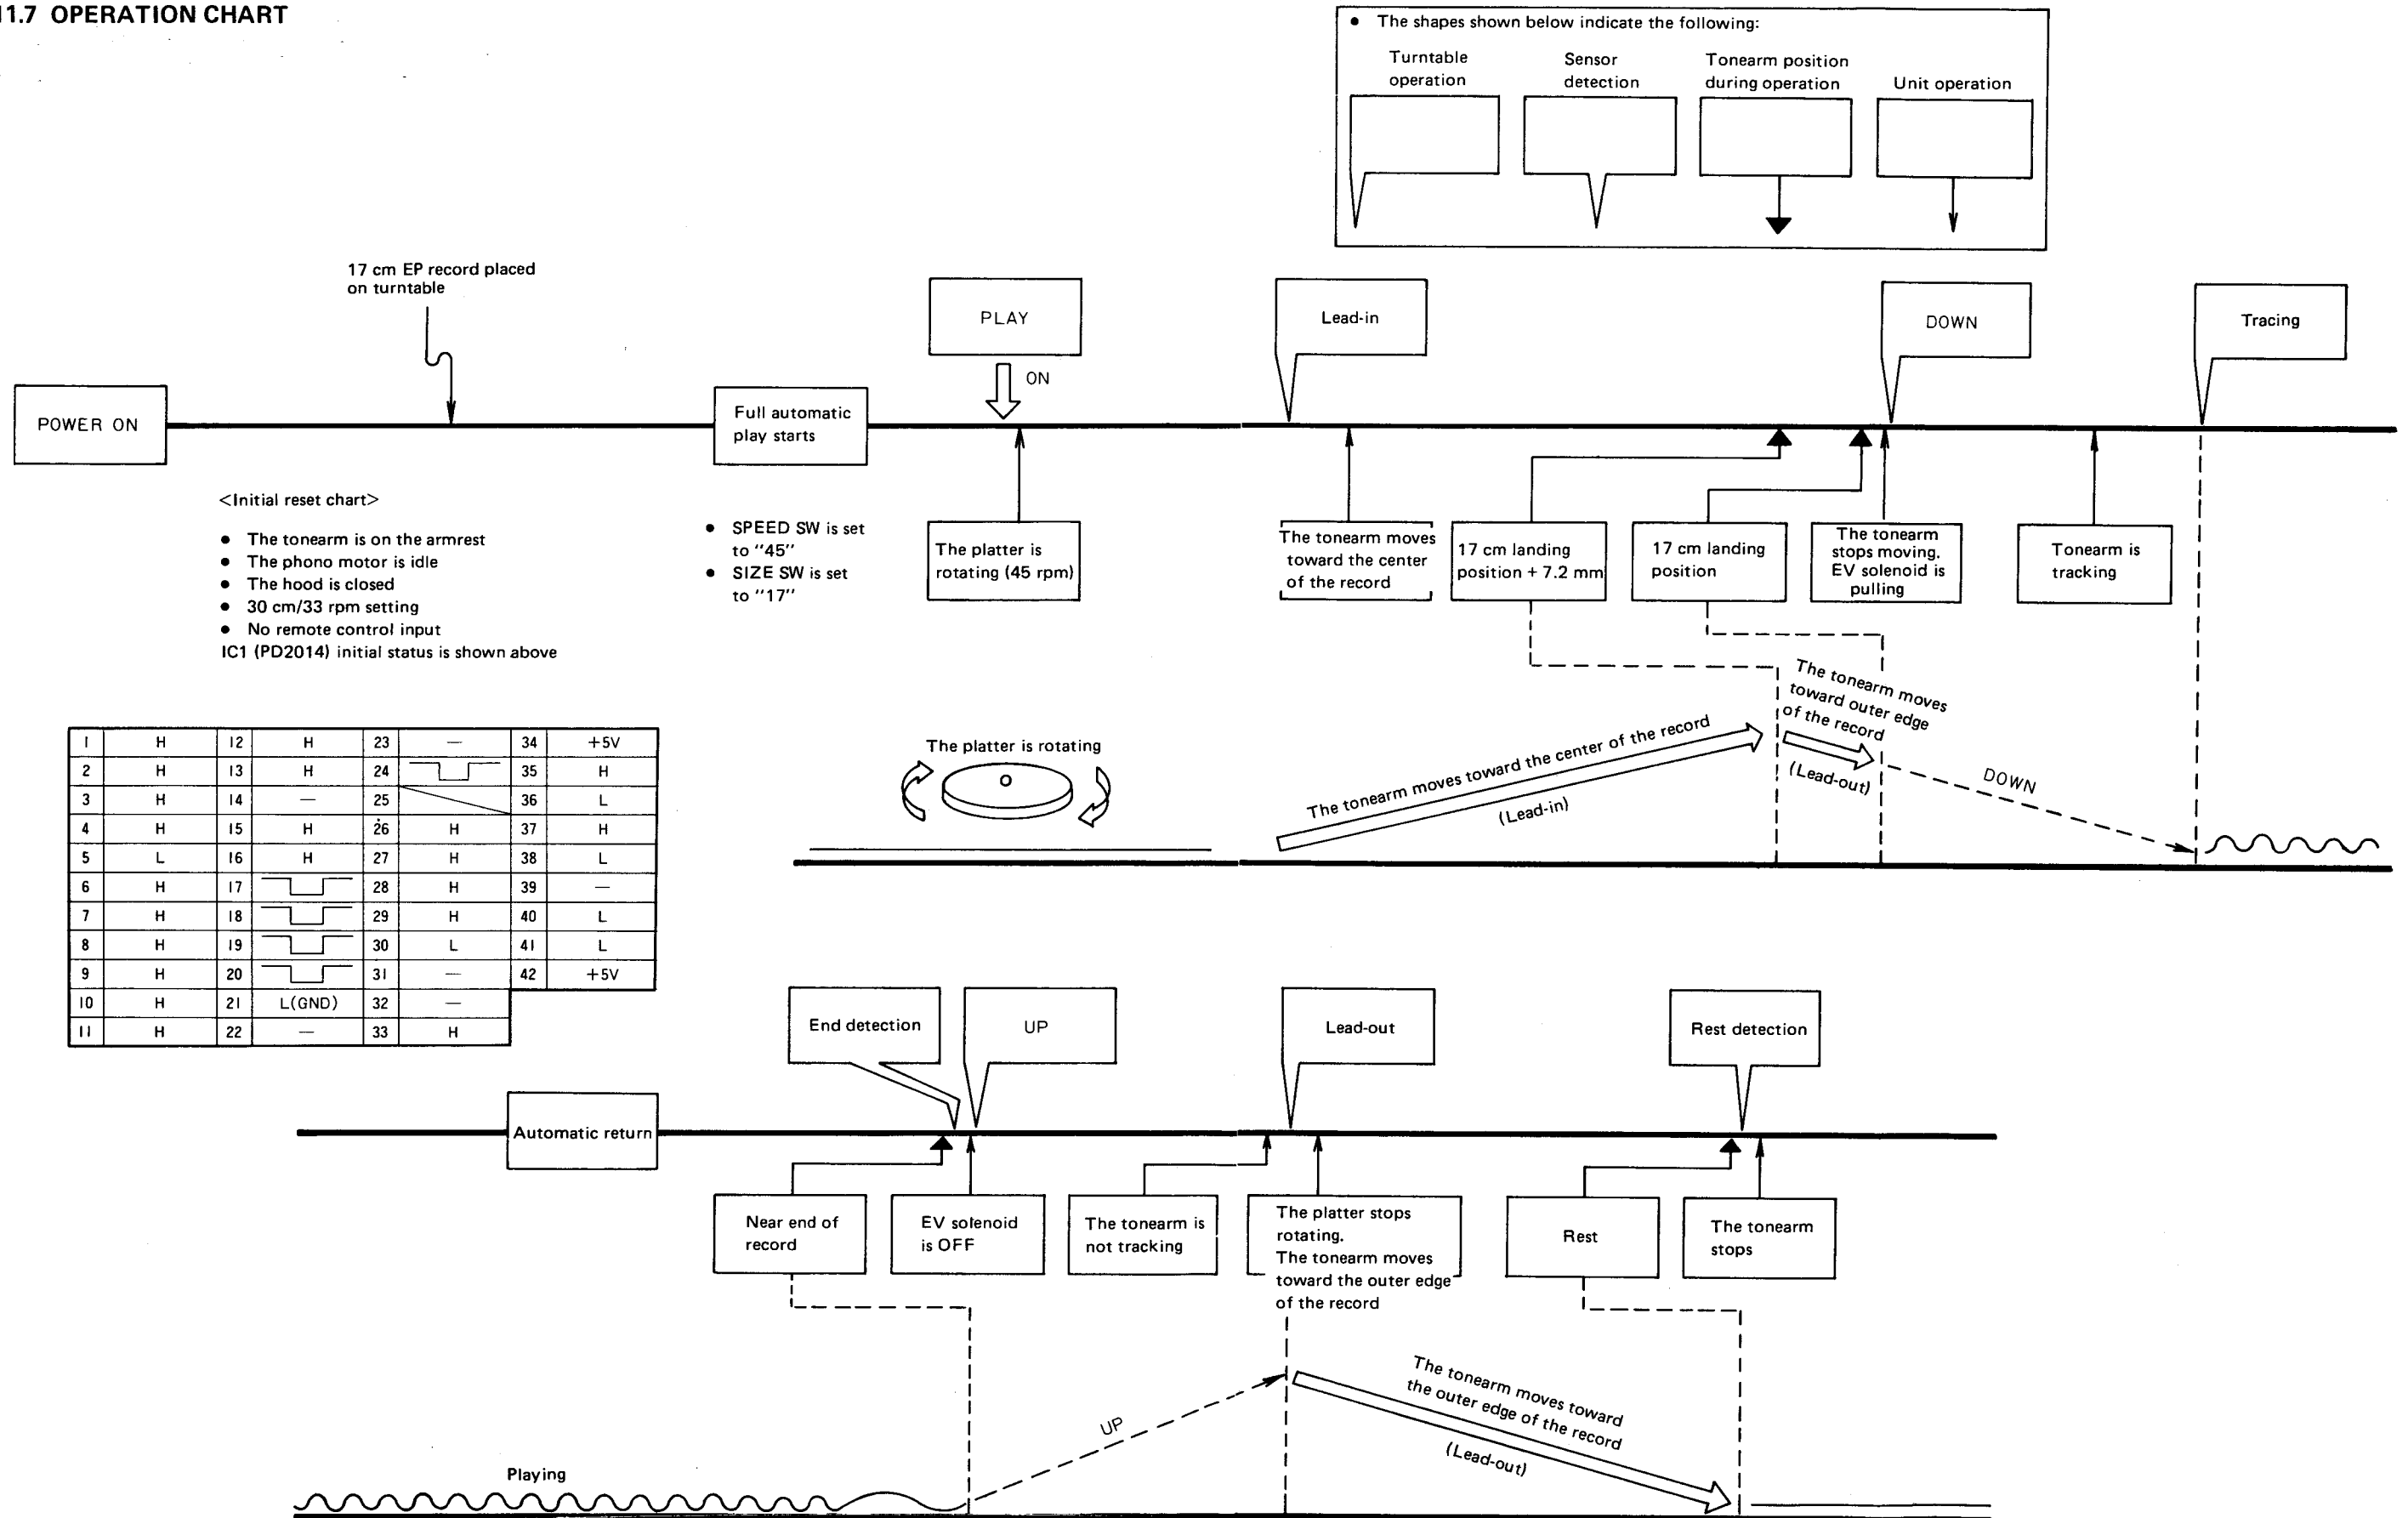 11.7 OPERATION CHART
• The shapes shown below indicate the following:
Turntable
operation
Sensor
detection
Tonearm position
during operation
Unit operation
17 cm EP record placed
on turntable
PLAY
ON
Lead-in
DOWN
Tracing
POWER ON
Full automatic
play starts
<Initial reset chart>
• The tonearm is on the armrest
• The phono motor is idle
• The hood is closed
• 30 cm/33 rpm setting
• No remote control input
IC1 (PD2014) initial status is shown above
• SPEED SW is set
to "45"
• SIZE SW is set
to "17"
The platter is
rotating (45 rpm)
The tonearm moves
toward the center
of the record
17 cm landing
position + 7.2 mm
17 cm landing
position
The tonearm
stops moving.
EV solenoid is
pulling
Tonearm is
tracking
The platter is rotating
The tonearm moves toward the center of the record
(Lead-in)
The tonearm moves
toward outer edge
of the record
(Lead-out)
DOWN
1 H 12 H 23 — 34 +5V
2 H 13 H 24 35 H
3 H 14 — 25 36 L
4 H 15 H 26 H 37 H
5 L 16 H 27 H 38 L
6 H 17 28 H 39 —
7 H 18 29 H 40 L
8 H 19 30 L 41 L
9 H 20 31 — 42 +5V
10 H 21 L(GND) 32 —
11 H 22 — 33 H
End detection
UP
Lead-out
Rest detection
Automatic return
Near end of
record
EV solenoid
is OFF
The tonearm is
not tracking
The platter stops
rotating.
The tonearm moves
toward the outer edge
of the record
Rest
The tonearm
stops
Playing
UP
The tonearm moves toward
the outer edge of the record
(Lead-out)